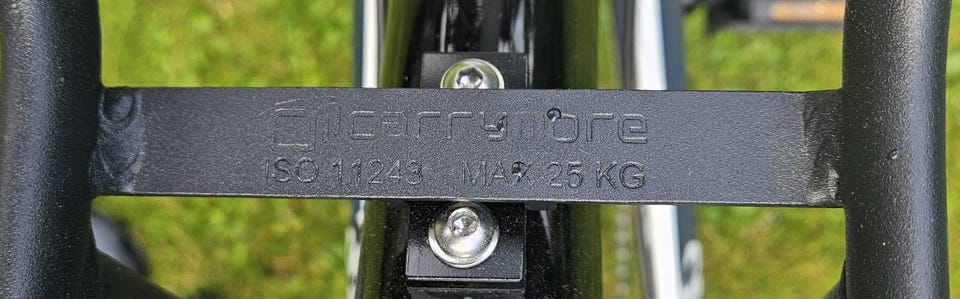 carrymore
ISO 11243 MAX 25 KG